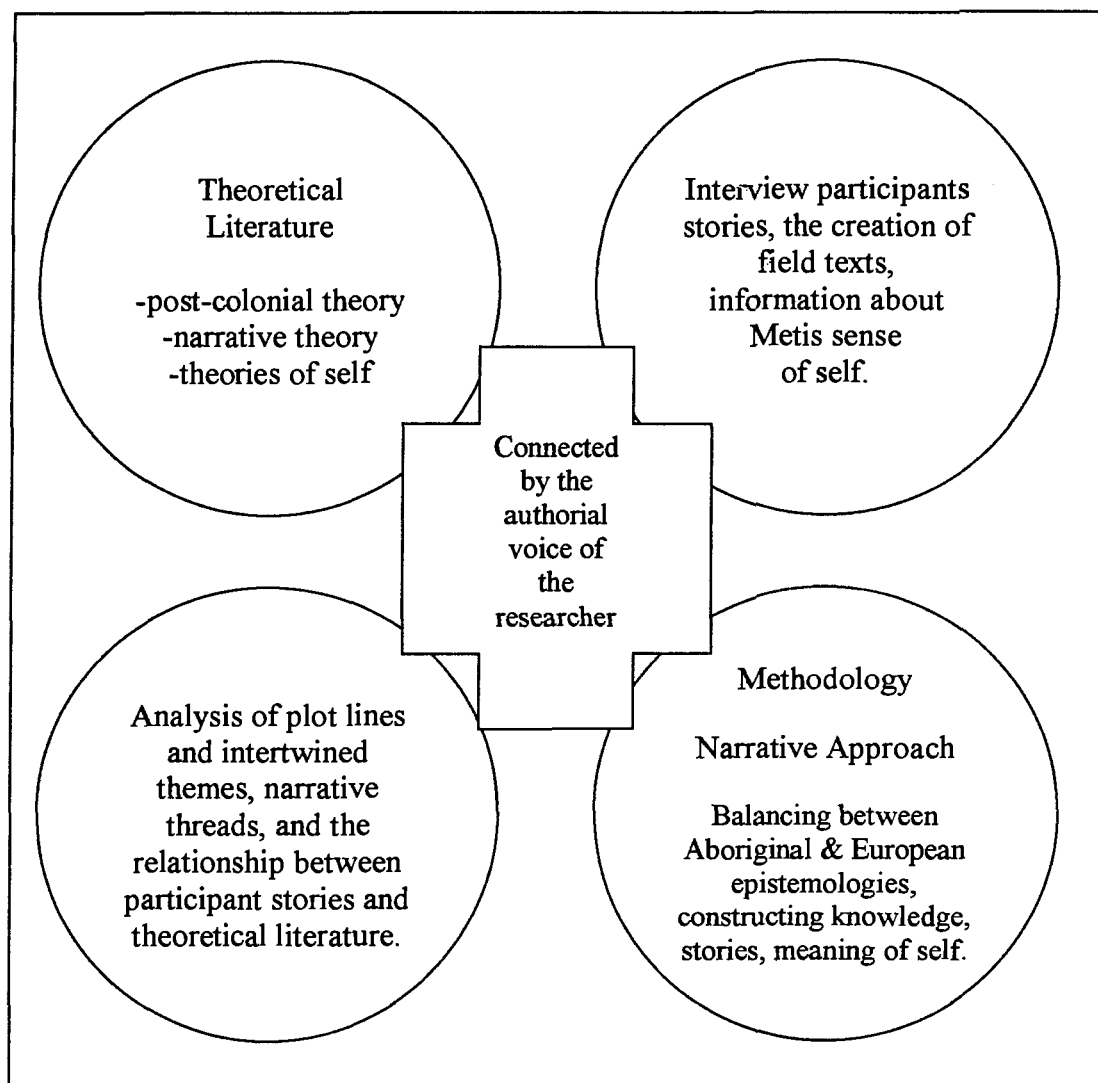 Theoretical
Literature
-post-colonial theory
-narrative theory
-theories of self
Interview participants
stories, the creation of
field texts,
information about
Metis sense
of self.
Connected
by the
authorial
voice of
the
researcher
Analysis of plot lines
and intertwined
themes, narrative
threads, and the
relationship between
participant stories and
theoretical literature.
Methodology
Narrative Approach
Balancing between
Aboriginal & European
epistemologies,
constructing knowledge,
stories, meaning of self.